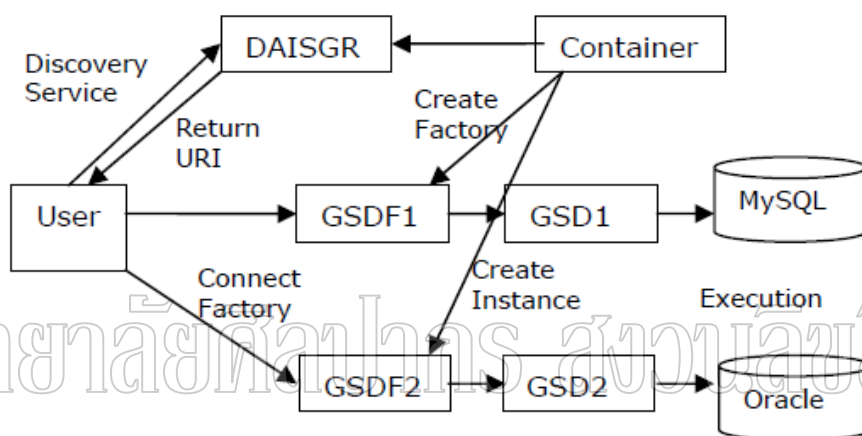 DAISGR
Container
Discovery
Service
Create
Factory
Return
URI
User
GSDF1
GSD1
MySQL
Connect
Factory
Create
Instance
Execution
GSDF2
GSD2
Oracle